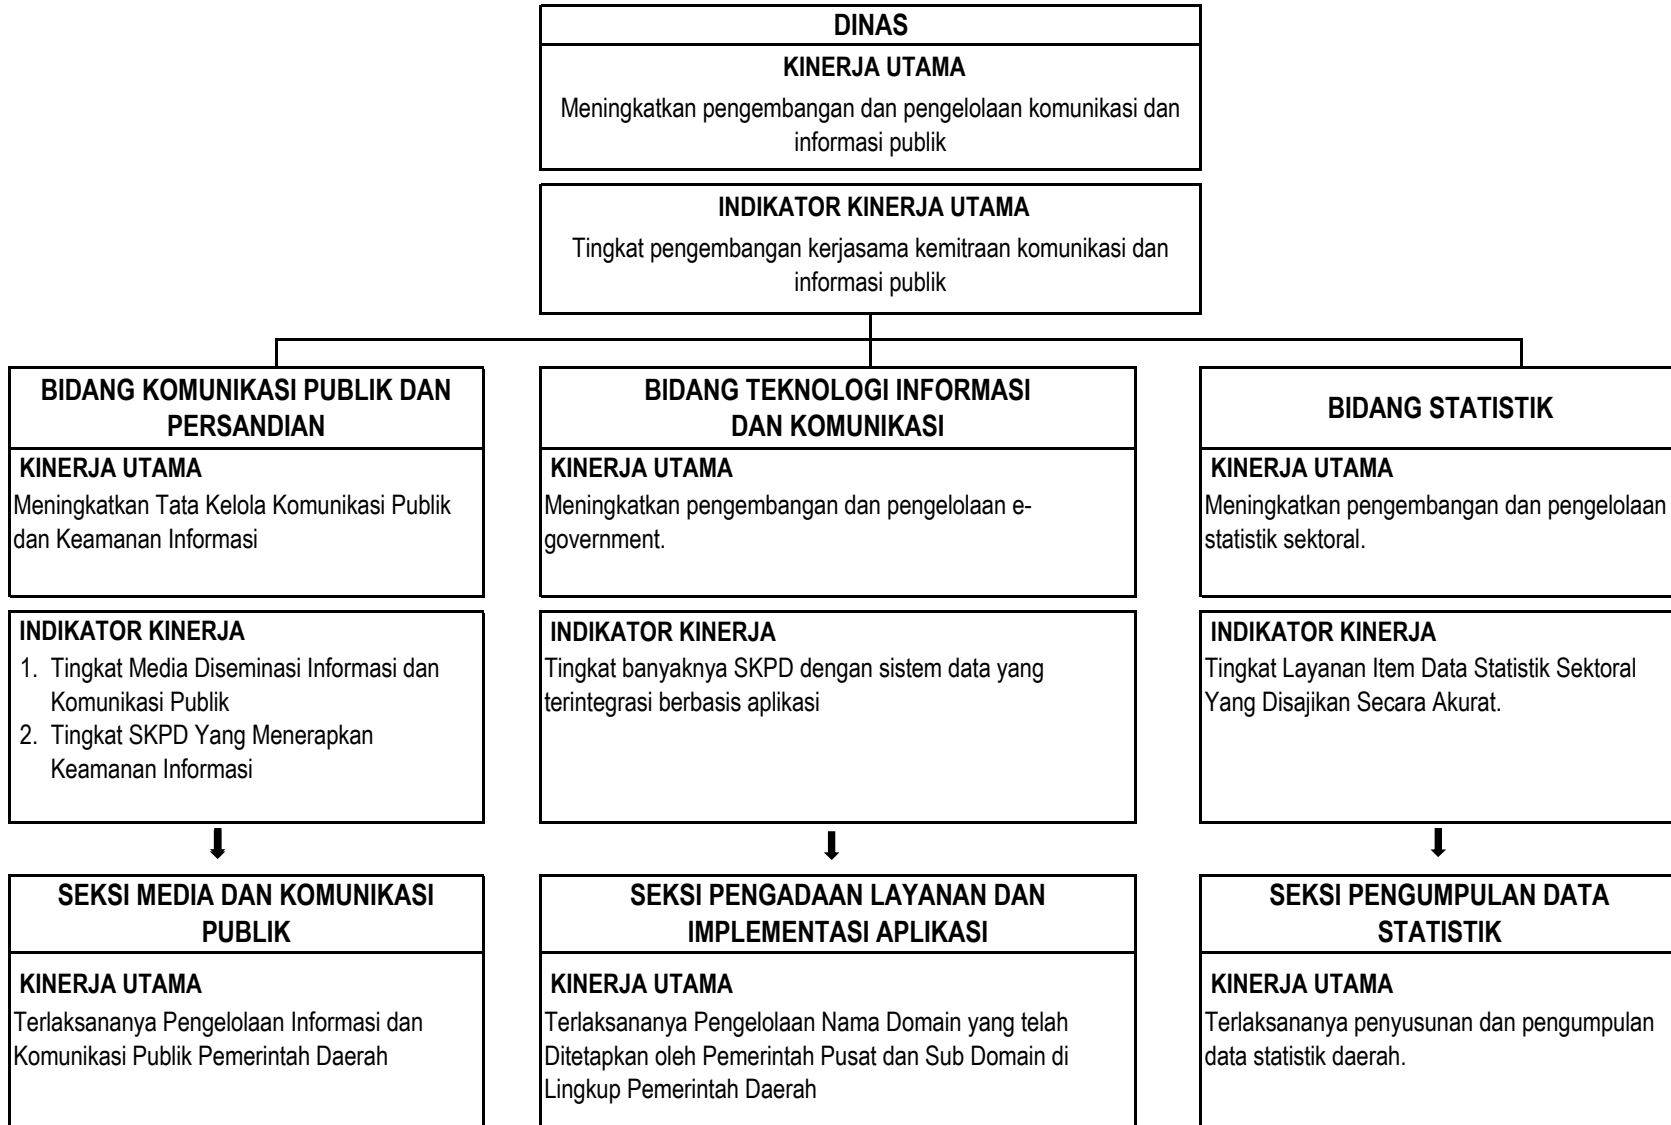 DINAS
KINERJA UTAMA
Meningkatkan pengembangan dan pengelolaan komunikasi dan
informasi publik
INDIKATOR KINERJA UTAMA
Tingkat pengembangan kerjasama kemitraan komunikasi dan
informasi publik
BIDANG KOMUNIKASI PUBLIK DAN
PERSANDIAN
KINERJA UTAMA
Meningkatkan Tata Kelola Komunikasi Publik
dan Keamanan Informasi
INDIKATOR KINERJA
1. Tingkat Media Diseminasi Informasi dan
Komunikasi Publik
2. Tingkat SKPD Yang Menerapkan
Keamanan Informasi
SEKSI MEDIA DAN KOMUNIKASI
PUBLIK
KINERJA UTAMA
Terlaksananya Pengelolaan Informasi dan
Komunikasi Publik Pemerintah Daerah
BIDANG TEKNOLOGI INFORMASI
DAN KOMUNIKASI
KINERJA UTAMA
Meningkatkan pengembangan dan pengelolaan e-
government.
INDIKATOR KINERJA
Tingkat banyaknya SKPD dengan sistem data yang
terintegrasi berbasis aplikasi
SEKSI PENGADAAN LAYANAN DAN
IMPLEMENTASI APLIKASI
KINERJA UTAMA
Terlaksananya Pengelolaan Nama Domain yang telah
Ditetapkan oleh Pemerintah Pusat dan Sub Domain di
Lingkup Pemerintah Daerah
BIDANG STATISTIK
KINERJA UTAMA
Meningkatkan pengembangan dan pengelolaan
statistik sektoral.
INDIKATOR KINERJA
Tingkat Layanan Item Data Statistik Sektoral
Yang Disajikan Secara Akurat.
SEKSI PENGUMPULAN DATA
STATISTIK
KINERJA UTAMA
Terlaksananya penyusunan dan pengumpulan
data statistik daerah.